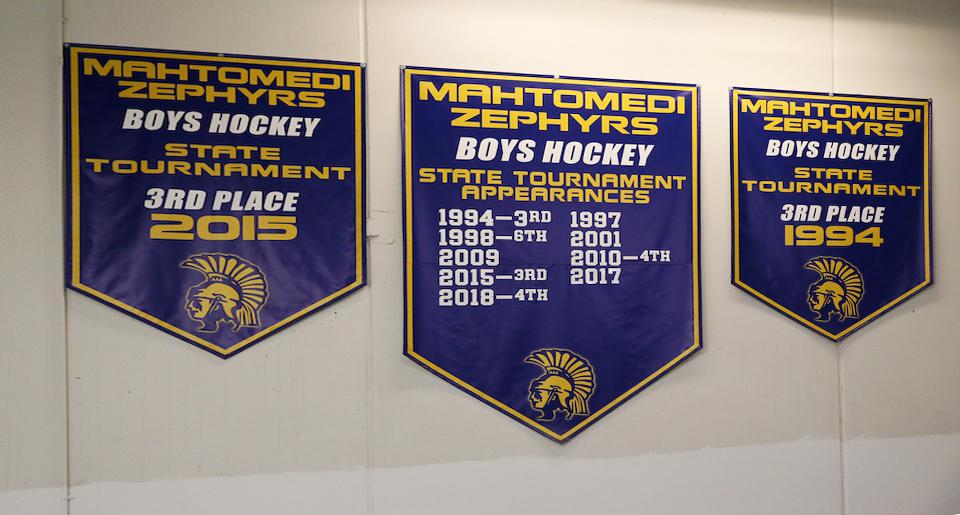 MAHTOMEDI
ZEPHYRS
BOYS HOCKEY
STATE
TOURNAMENT
3RD PLACE
2015
MAHTOMEDI
ZEPHYRS
BOYS HOCKEY
STATE TOURNAMENT
APPEARANCES
1994-3RD 1997
1998-6TH 2001
2009 2010-4TH
2015-3RD 2017
2018-4TH
MAHTOMEDI
ZEPHYRS
BOYS HOCKEY
STATE
TOURNAMENT
3RD PLACE
1994